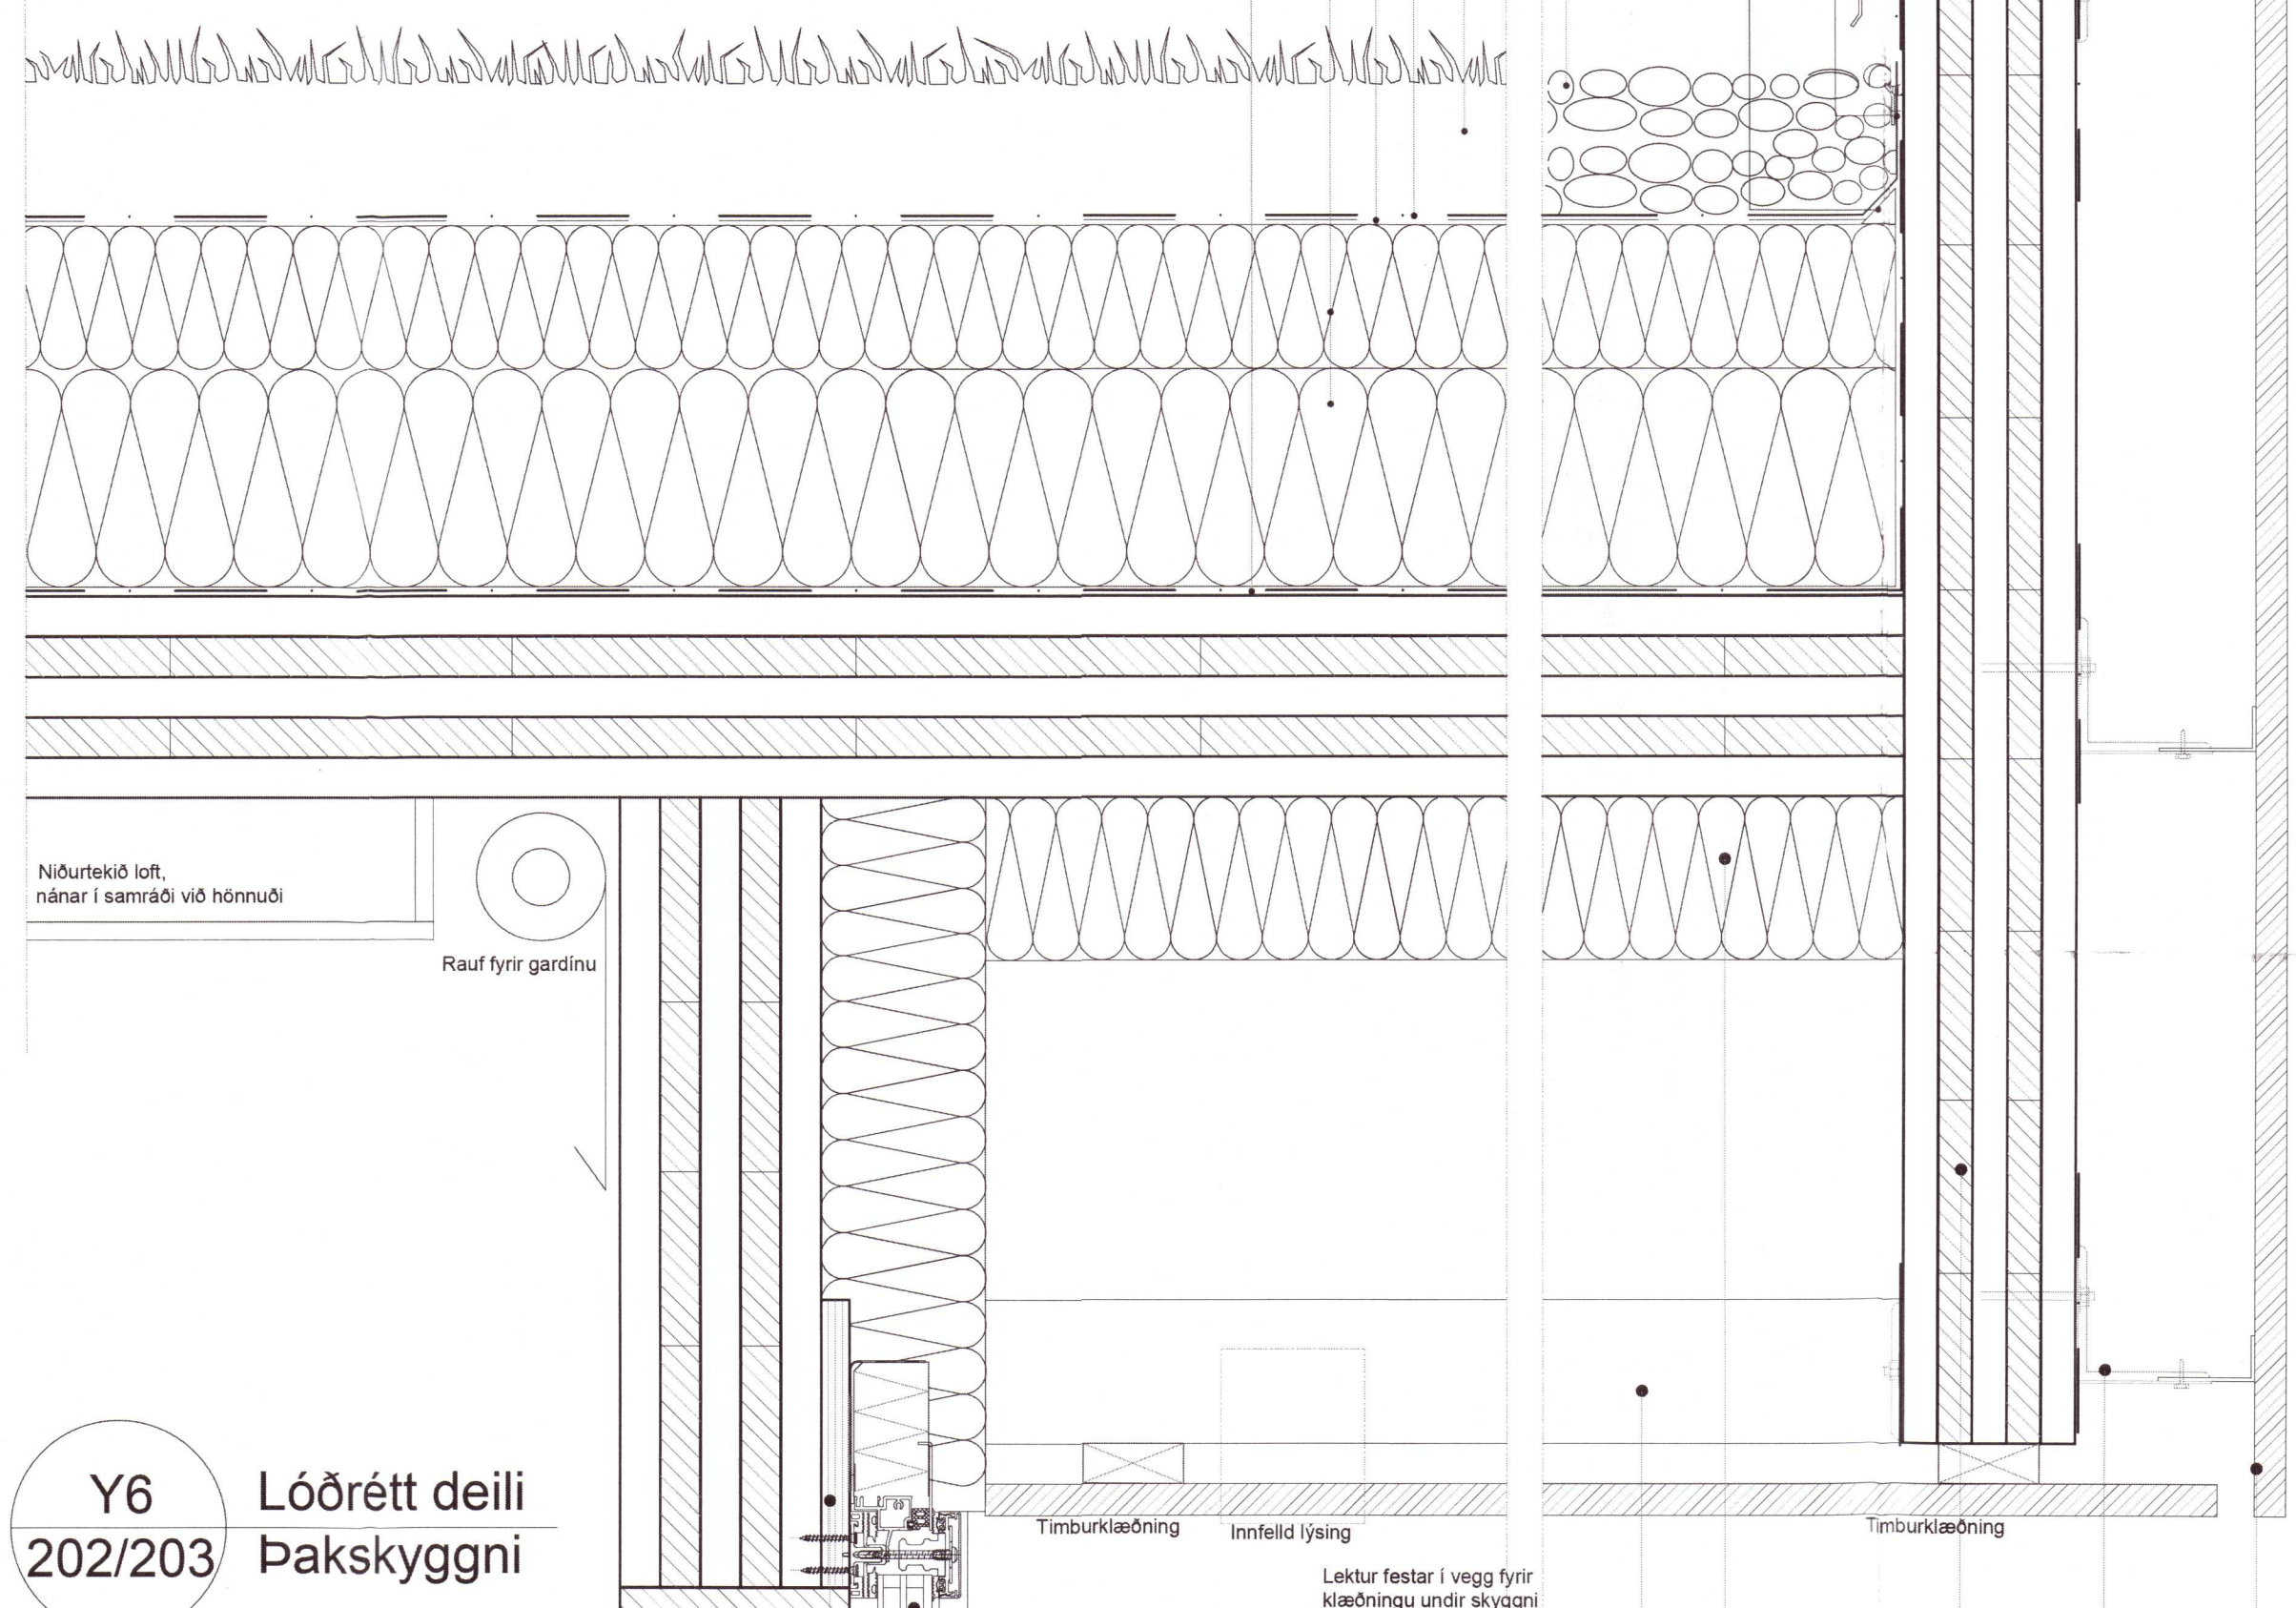 Niðurtekið loft,
nánar í samráði við hönnuði
Rauf fyrir gardínu
Y6
202/203
Lóðrétt deili
Þakskyggni
Timburklæðning
Innfelld lýsing
Timburklæðning
Lektur festar í vegg fyrir
klæðningu undir skyggni